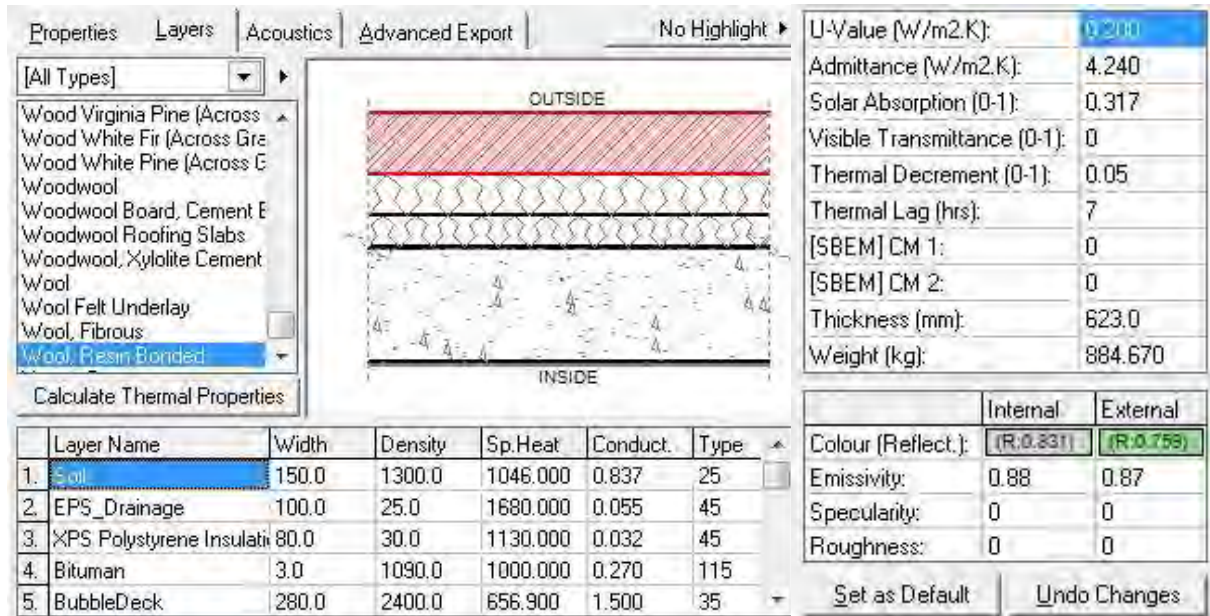 Properties Layers Acoustics Advanced Export No Highlight
[All Types]
Wood Virginia Pine (Across
Wood White Fir (Across Gra
Wood White Pine (Across G
Woodwool
Woodwool Board, Cement B
Woodwool Roofing Slabs
Woodwool, Xylolite Cement
Wool
Wool Felt Underlay
Wool, Fibrous
Wool, Resin Bonded
Calculate Thermal Properties
OUTSIDE
INSIDE
Layer Name Width Density Sp.Heat Conduct. Type
1. Soil 150.0 1300.0 1046.000 0.837 25
2. EPS_Drainage 100.0 25.0 1680.000 0.055 45
3. XPS Polystyrene Insulati 80.0 30.0 1130.000 0.032 45
4. Bituman 3.0 1090.0 1000.000 0.270 115
5. BubbleDeck 280.0 2400.0 656.900 1.500 35
U-Value (W/m2.K): 0.200
Admittance (W/m2.K): 4.240
Solar Absorption (0-1): 0.317
Visible Transmittance (0-1): 0
Thermal Decrement (0-1): 0.05
Thermal Lag (hrs): 7
[SBEM] CM 1: 0
[SBEM] CM 2: 0
Thickness (mm): 623.0
Weight (kg): 884.670
Internal External
Colour (Reflect.): (R:0.831) (R:0.758)
Emissivity: 0.88 0.87
Specularity: 0 0
Roughness: 0 0
Set as Default Undo Changes